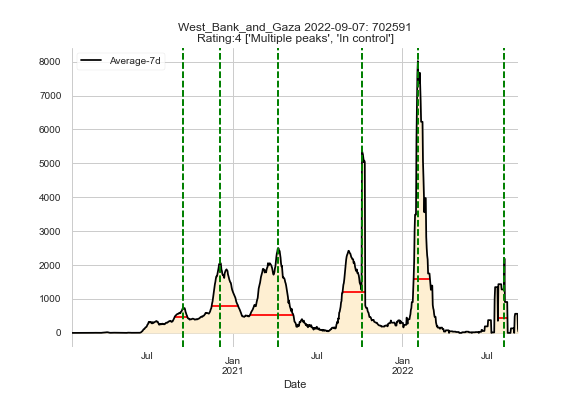 West_Bank_and_Gaza 2022-09-07: 702591
Rating:4 ['Multiple peaks', 'In control']
Average-7d
8000
7000
6000
5000
4000
3000
2000
1000
0
Jul
Jan
2021
Jul
Jan
2022
Jul
Date